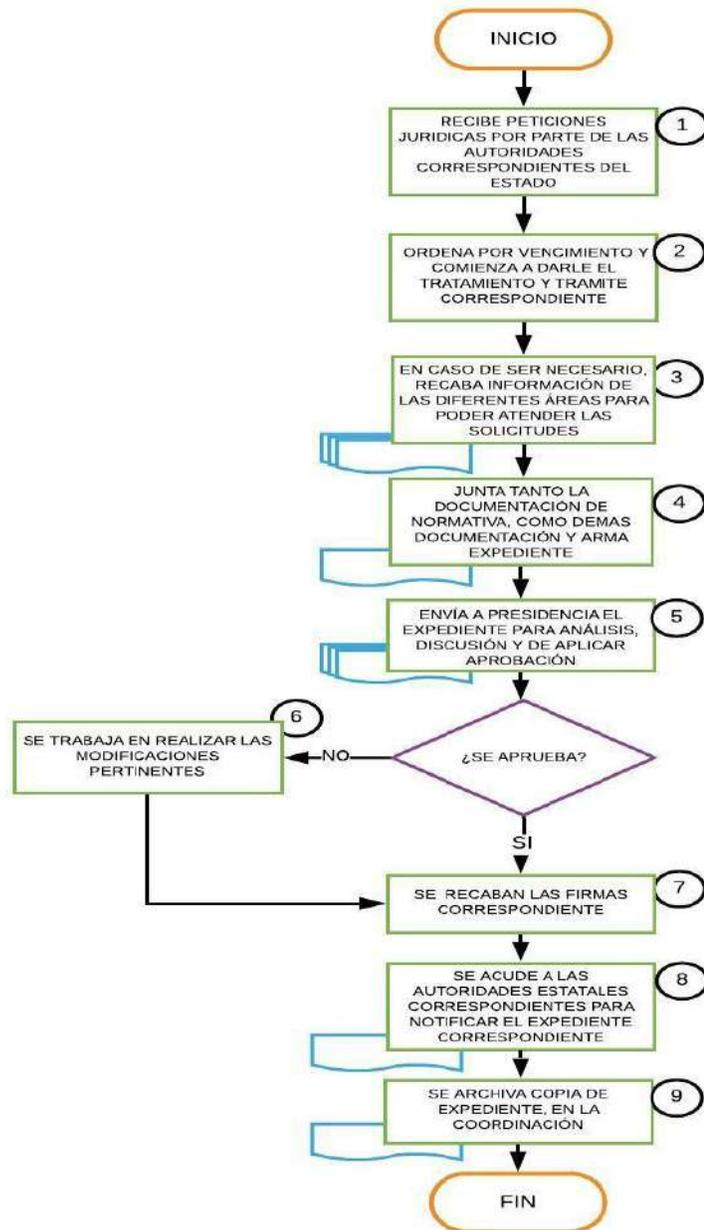 INICIO
1
RECIBE PETICIONES
JURIDICAS POR PARTE DE LAS
AUTORIDADES
CORRESPONDIENTES DEL
ESTADO
2
ORDENA POR VENCIMIENTO Y
COMIENZA A DARLE EL
TRATAMIENTO Y TRAMITE
CORRESPONDIENTE
3
EN CASO DE SER NECESARIO,
RECABA INFORMACIÓN DE
LAS DIFERENTES ÁREAS PARA
PODER ATENDER LAS
SOLICITUDES
4
JUNTA TANTO LA
DOCUMENTACIÓN DE
NORMATIVA, COMO DEMAS
DOCUMENTACIÓN Y ARMA
EXPEDIENTE
5
ENVÍA A PRESIDENCIA EL
EXPEDIENTE PARA ANÁLISIS,
DISCUSIÓN Y DE APLICAR
APROBACIÓN
6
SE TRABAJA EN REALIZAR LAS
MODIFICACIONES
PERTINENTES
NO
¿SE APRUEBA?
SI
7
SE RECABAN LAS FIRMAS
CORRESPONDIENTE
8
SE ACUDE A LAS
AUTORIDADES ESTATALES
CORRESPONDIENTES PARA
NOTIFICAR EL EXPEDIENTE
CORRESPONDIENTE
9
SE ARCHIVA COPIA DE
EXPEDIENTE, EN LA
COORDINACIÓN
FIN